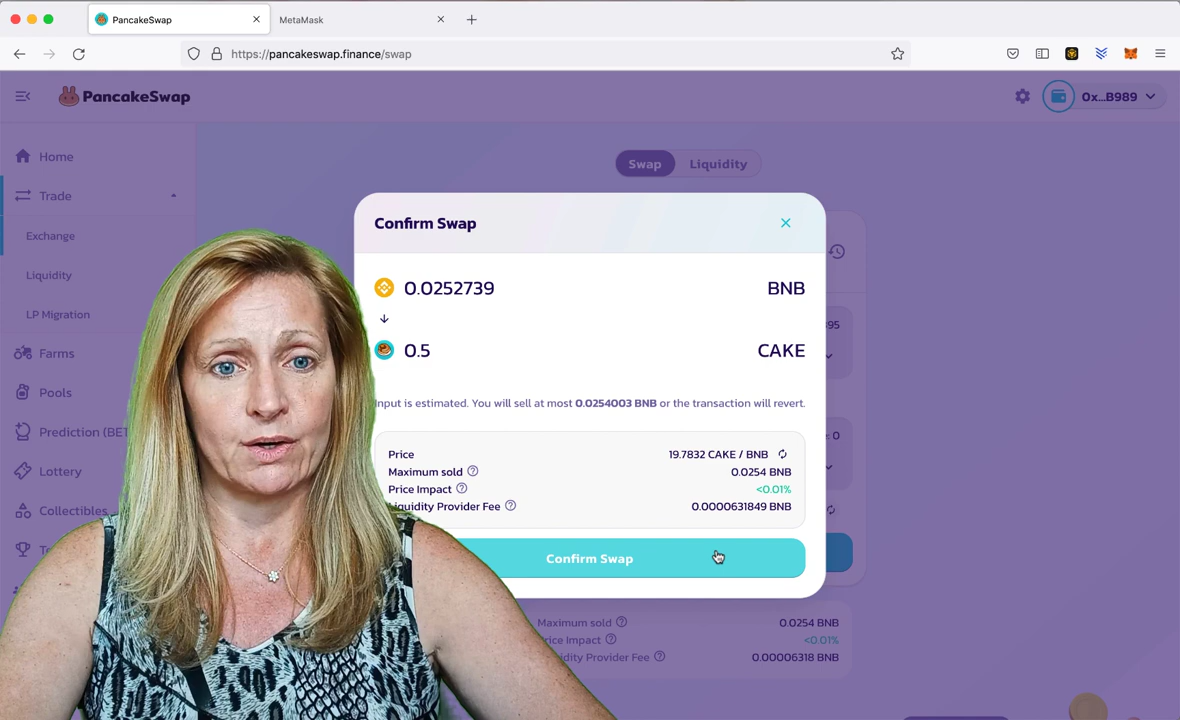 PancakeSwap
MetaMask
https://pancakeswap.finance/swap
PancakeSwap
0x...B989
Home
Swap
Liquidity
Trade
Confirm Swap
Exchange
Liquidity
0.0252739
BNB
LP Migration
Farms
0.5
CAKE
Pools
Input is estimated. You will sell at most 0.0254003 BNB or the transaction will revert.
Prediction (BET
: 0
Price
19.7832 CAKE / BNB
Lottery
Maximum sold
0.0254 BNB
Price Impact
<0.01%
Liquidity Provider Fee
0.0000631849 BNB
Collectibles
Confirm Swap
Maximum sold
0.0254 BNB
Price Impact
<0.01%
Liquidity Provider Fee
0.00006318 BNB